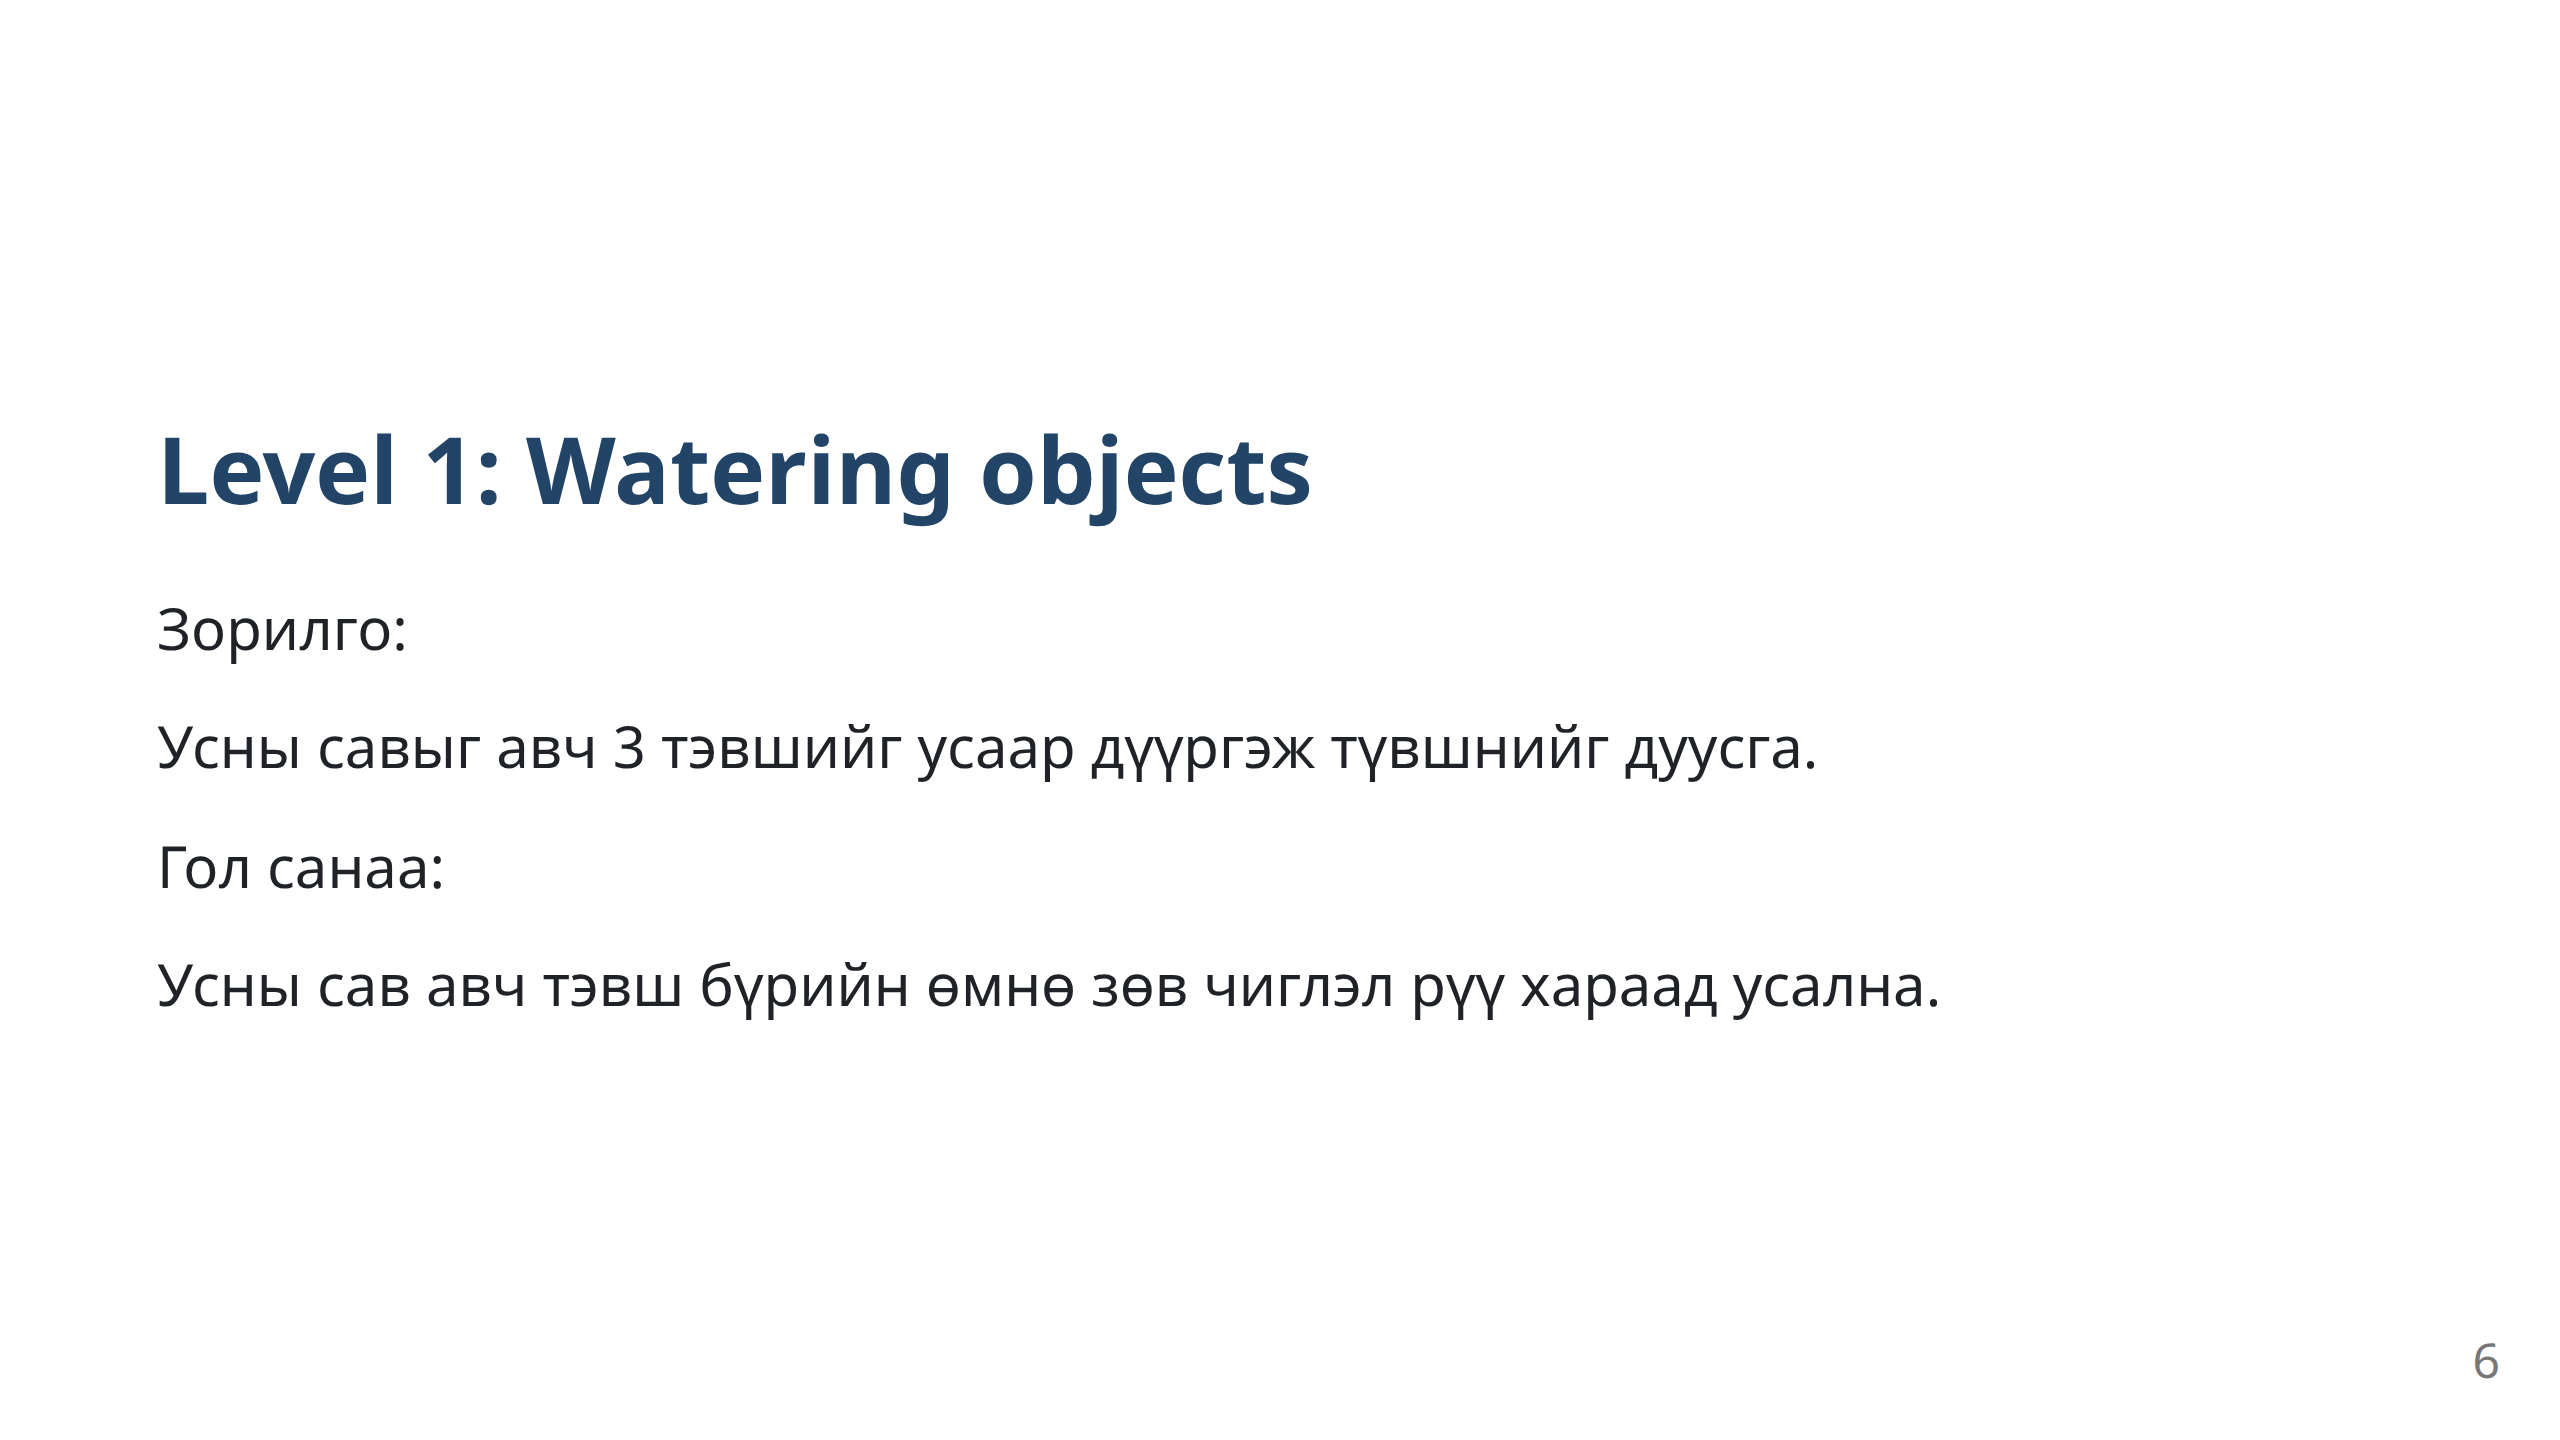 Level 1: Watering objects
Зорилго:
Усны савыг авч 3 тэвшийг усаар дүүргэж түвшнийг дуусга.
Гол санаа:
Усны сав авч тэвш бүрийн өмнө зөв чиглэл рүү хараад усална.
6